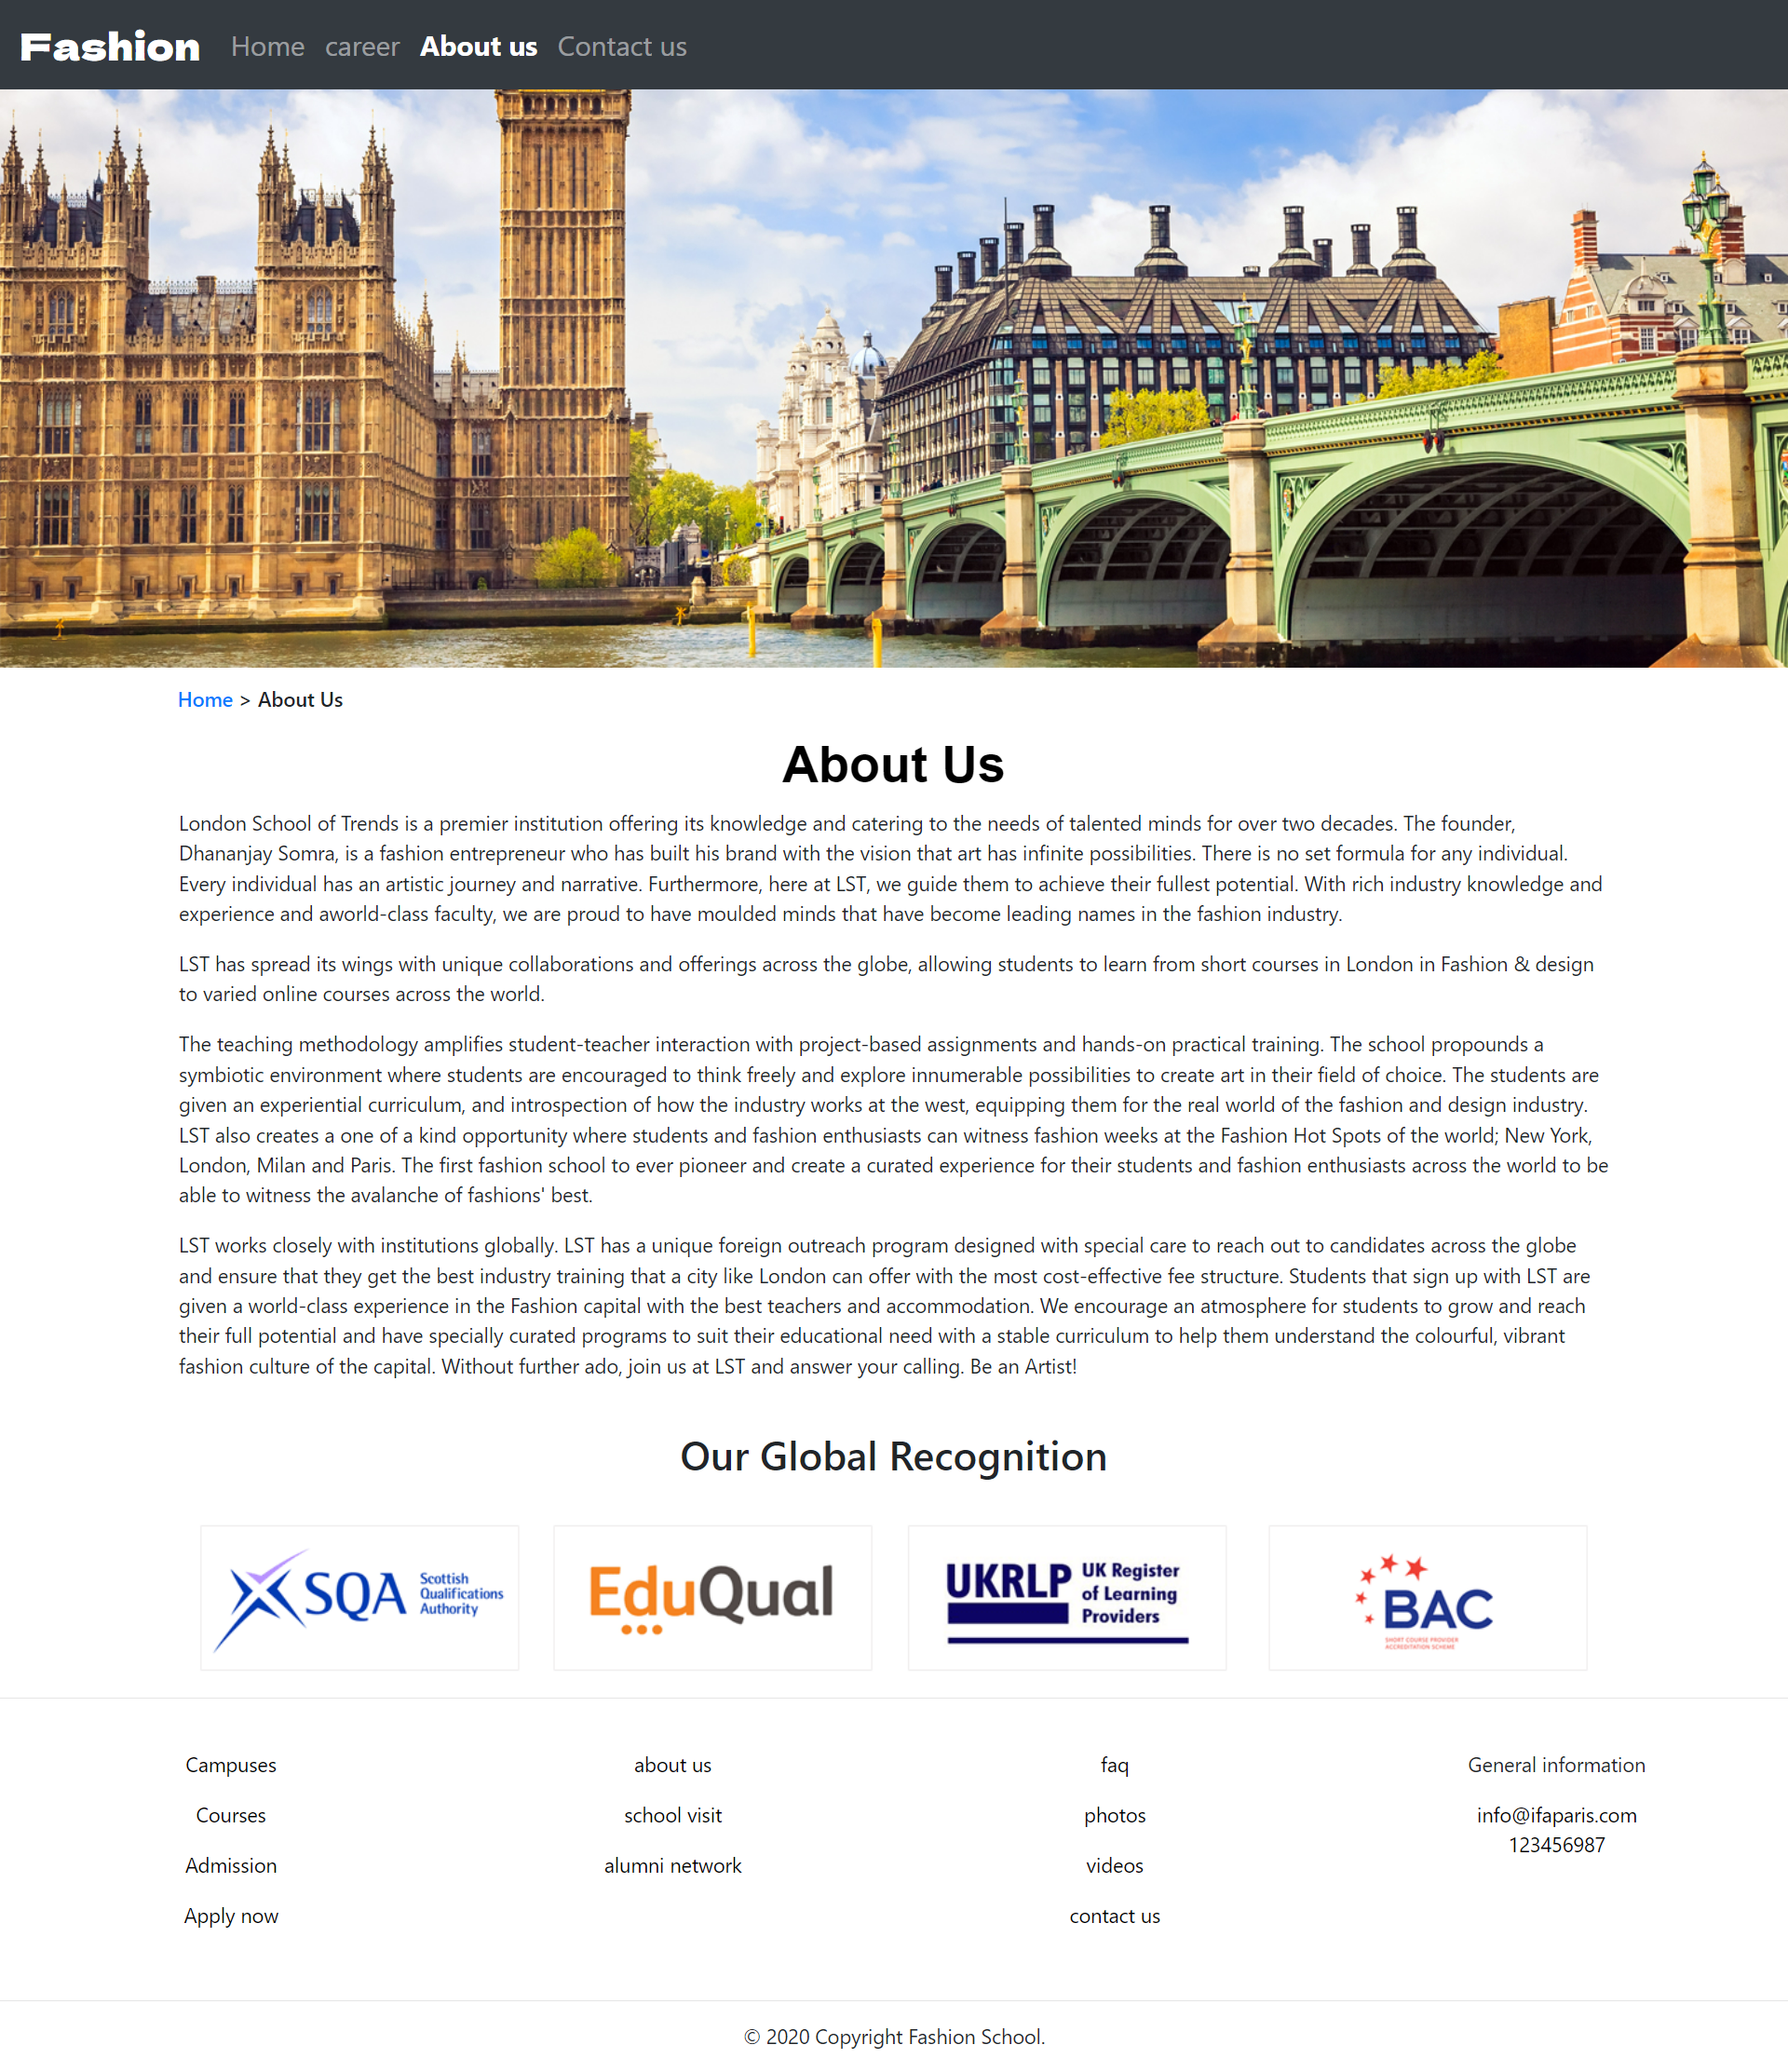 Fashion Home career About us Contact us
Home > About Us
About Us
London School of Trends is a premier institution offering its knowledge and catering to the needs of talented minds for over two decades. The founder,
Dhananjay Somra, is a fashion entrepreneur who has built his brand with the vision that art has infinite possibilities. There is no set formula for any individual.
Every individual has an artistic journey and narrative. Furthermore, here at LST, we guide them to achieve their fullest potential. With rich industry knowledge and
experience and aworld-class faculty, we are proud to have moulded minds that have become leading names in the fashion industry.
LST has spread its wings with unique collaborations and offerings across the globe, allowing students to learn from short courses in London in Fashion & design
to varied online courses across the world.
The teaching methodology amplifies student-teacher interaction with project-based assignments and hands-on practical training. The school propounds a
symbiotic environment where students are encouraged to think freely and explore innumerable possibilities to create art in their field of choice. The students are
given an experiential curriculum, and introspection of how the industry works at the west, equipping them for the real world of the fashion and design industry.
LST also creates a one of a kind opportunity where students and fashion enthusiasts can witness fashion weeks at the Fashion Hot Spots of the world; New York,
London, Milan and Paris. The first fashion school to ever pioneer and create a curated experience for their students and fashion enthusiasts across the world to be
able to witness the avalanche of fashions' best.
LST works closely with institutions globally. LST has a unique foreign outreach program designed with special care to reach out to candidates across the globe
and ensure that they get the best industry training that a city like London can offer with the most cost-effective fee structure. Students that sign up with LST are
given a world-class experience in the Fashion capital with the best teachers and accommodation. We encourage an atmosphere for students to grow and reach
their full potential and have specially curated programs to suit their educational need with a stable curriculum to help them understand the colourful, vibrant
fashion culture of the capital. Without further ado, join us at LST and answer your calling. Be an Artist!
Our Global Recognition
SQA
Scottish
Qualifications
Authority
EduQual
UKRLP
UK Register
of Learning
Providers
BAC
SHORT COURSE PROVIDER
ACCREDITATION SCHEME
Campuses
Courses
Admission
Apply now
about us
school visit
alumni network
faq
photos
videos
contact us
General information
info@ifaparis.com
123456987
© 2020 Copyright Fashion School.